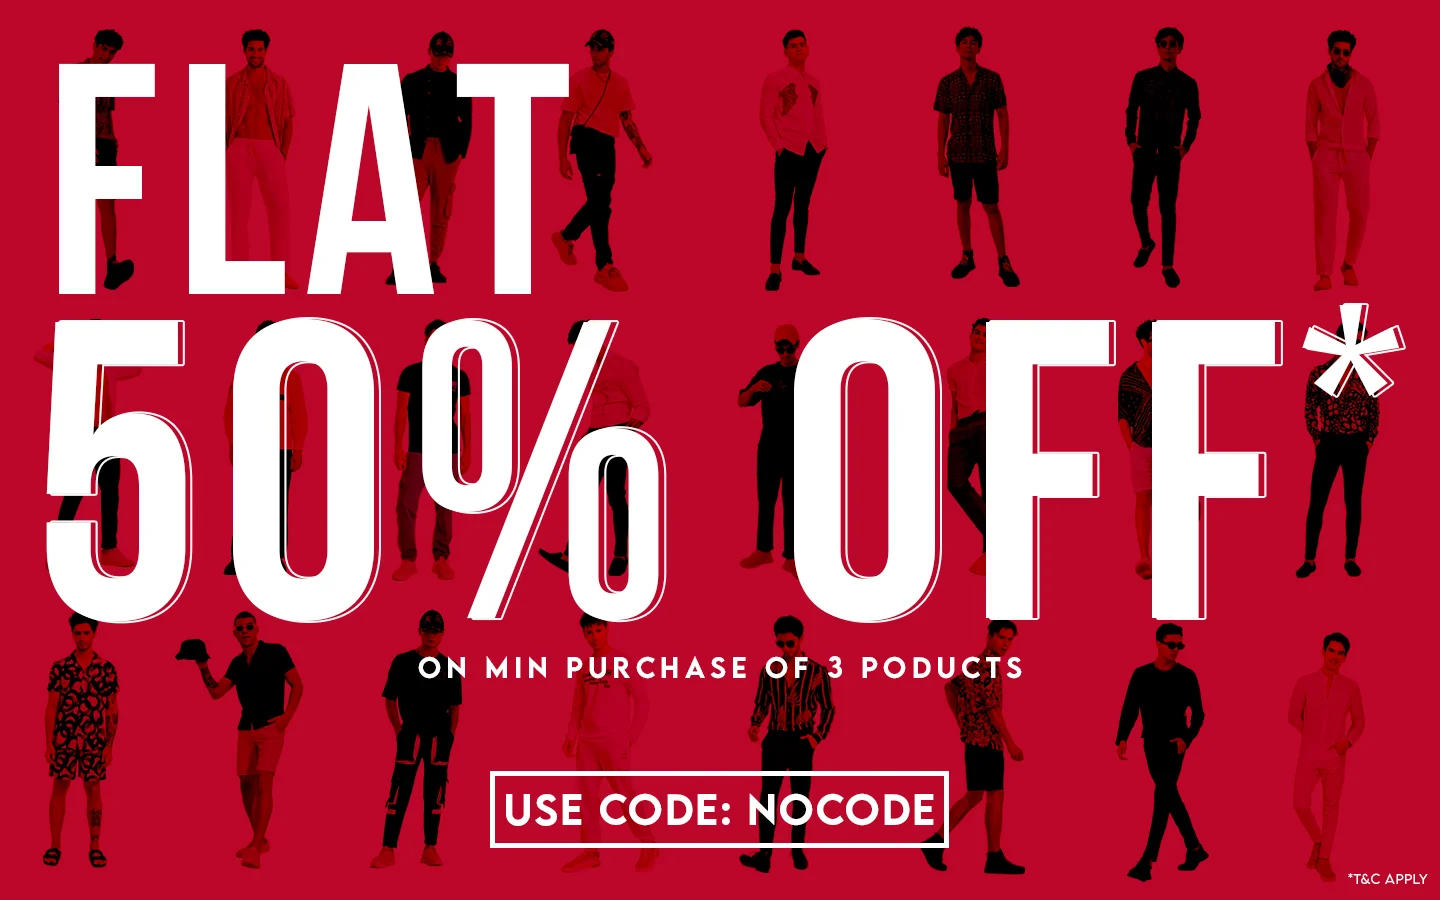 FLAT
50% OFF*
ON MIN PURCHASE OF 3 PODUCTS
USE CODE: NOCODE
*T&C APPLY